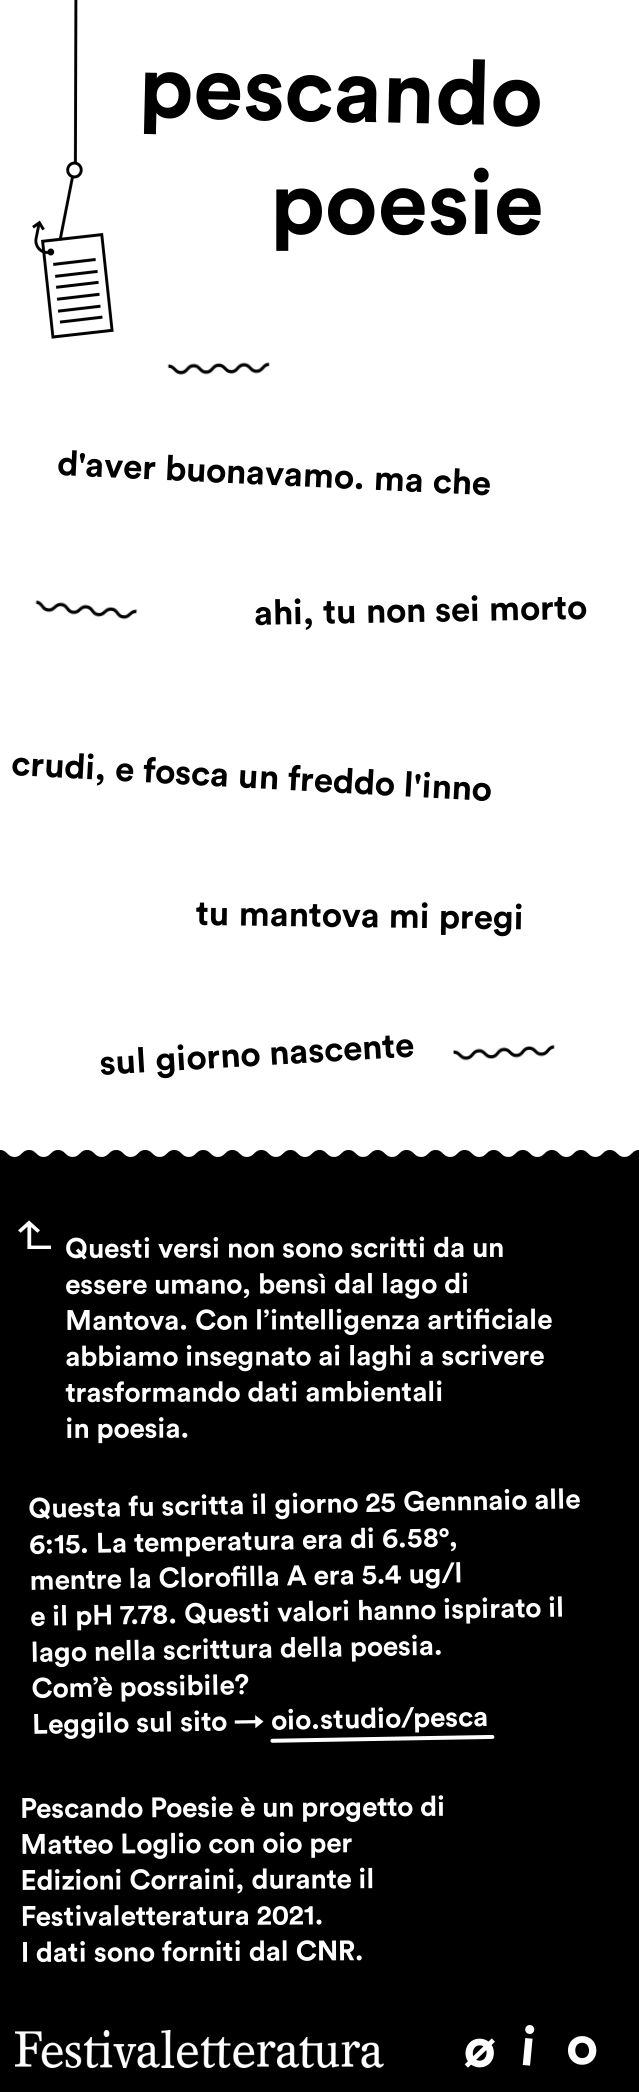 pescando
poesie
d'aver buonavamo. ma che
ahi, tu non sei morto
crudi, e fosca un freddo l'inno
tu mantova mi pregi
sul giorno nascente
Questi versi non sono scritti da un
essere umano, bensì dal lago di
Mantova. Con l’intelligenza artificiale
abbiamo insegnato ai laghi a scrivere
trasformando dati ambientali
in poesia.
Questa fu scritta il giorno 25 Gennnaio alle
6:15. La temperatura era di 6.58°,
mentre la Clorofilla A era 5.4 ug/l
e il pH 7.78. Questi valori hanno ispirato il
lago nella scrittura della poesia.
Com’è possibile?
Leggilo sul sito → oio.studio/pesca
Pescando Poesie è un progetto di
Matteo Loglio con oio per
Edizioni Corraini, durante il
Festivaletteratura 2021.
I dati sono forniti dal CNR.
Festivaletteratura øio